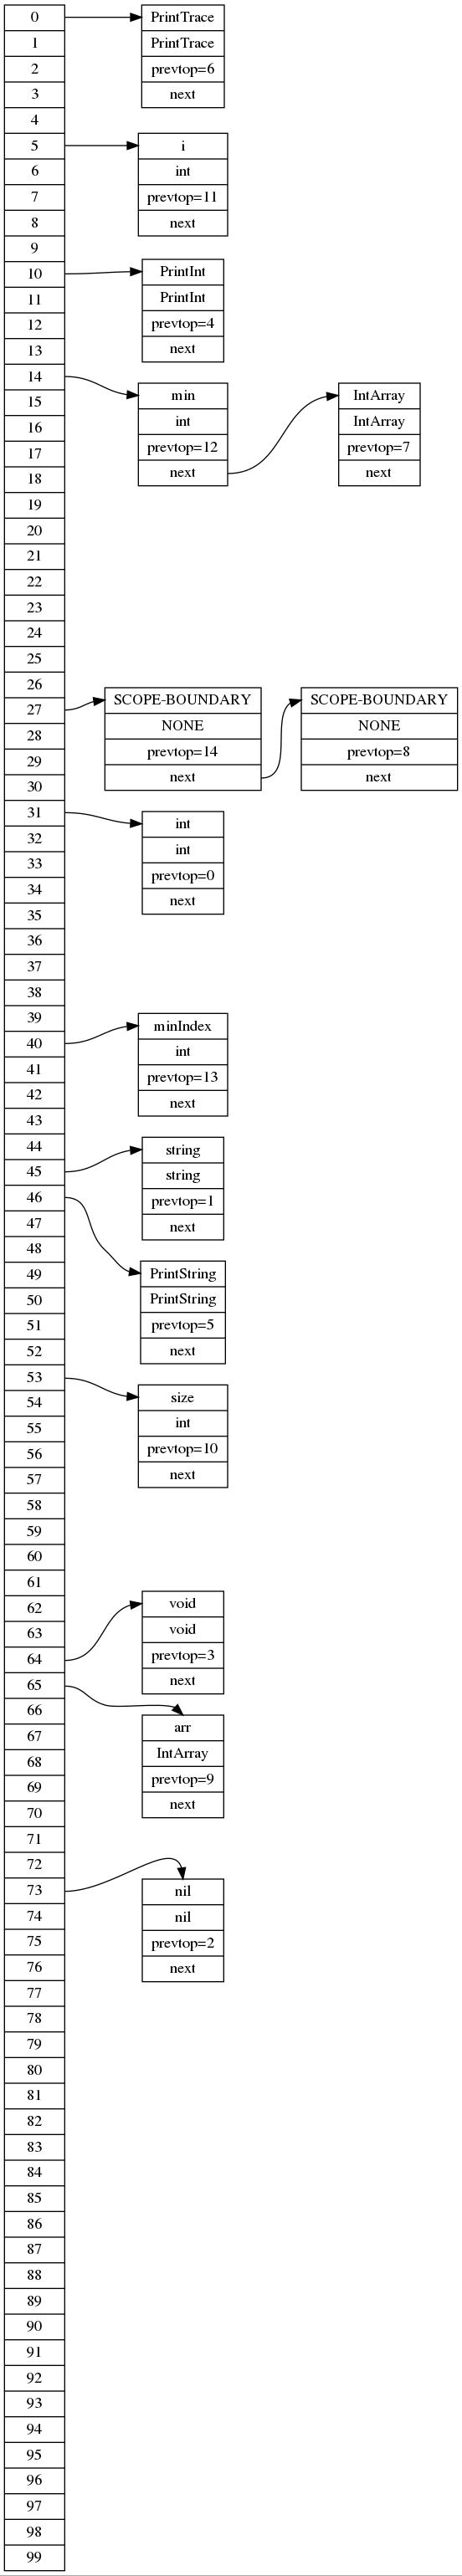 0
PrintTrace
1
PrintTrace
2
prevtop=6
3
next
4
5
i
6
int
7
prevtop=11
8
next
9
10
PrintInt
11
PrintInt
12
prevtop=4
13
next
14
min
IntArray
15
int
IntArray
16
prevtop=12
prevtop=7
17
next
next
18
19
20
21
22
23
24
25
26
SCOPE-BOUNDARY
SCOPE-BOUNDARY
27
NONE
NONE
28
prevtop=14
prevtop=8
29
next
next
30
31
int
32
int
33
prevtop=0
34
next
35
36
37
38
39
minIndex
40
int
41
prevtop=13
42
next
43
44
string
45
string
46
prevtop=1
47
next
48
49
PrintString
50
PrintString
51
prevtop=5
52
next
53
size
54
int
55
prevtop=10
56
next
57
58
59
60
61
62
void
63
void
64
prevtop=3
65
next
66
arr
67
IntArray
68
prevtop=9
69
next
70
71
72
73
nil
74
nil
75
prevtop=2
76
next
77
78
79
80
81
82
83
84
85
86
87
88
89
90
91
92
93
94
95
96
97
98
99